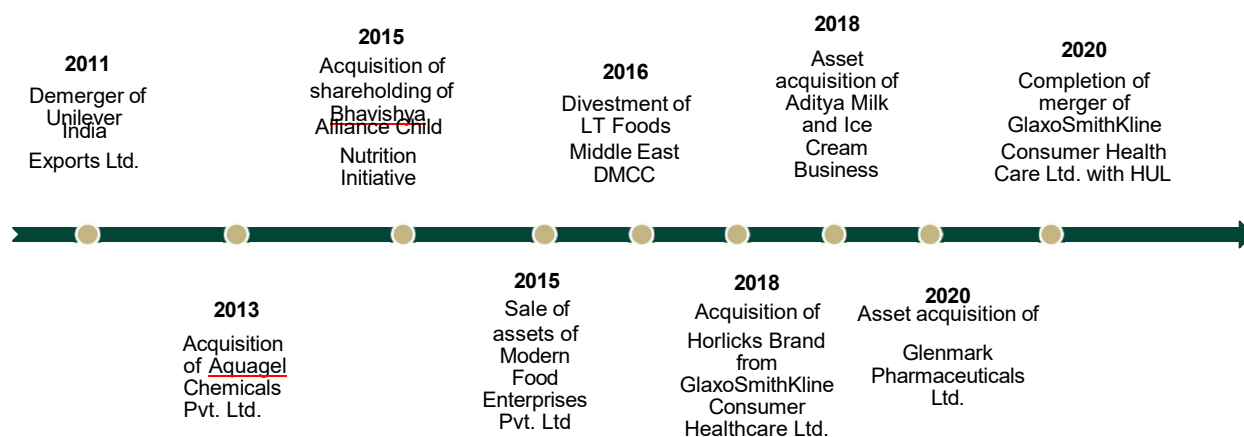 2011
Demerger of
Unilever
India
Exports Ltd.
2013
Acquisition
of Aquagel
Chemicals
Pvt. Ltd.
2015
Acquisition of
shareholding of
Bhavishya
Alliance Child
Nutrition
Initiative
2015
Sale of
assets of
Modern
Food
Enterprises
Pvt. Ltd
2016
Divestment of
LT Foods
Middle East
DMCC
2018
Acquisition of
Horlicks Brand
from
GlaxoSmithKline
Consumer
Healthcare Ltd.
2018
Asset
acquisition of
Aditya Milk
and Ice
Cream
Business
2020
Asset acquisition of
Glenmark
Pharmaceuticals
Ltd.
2020
Completion of
merger of
GlaxoSmithKline
Consumer Health
Care Ltd. with HUL